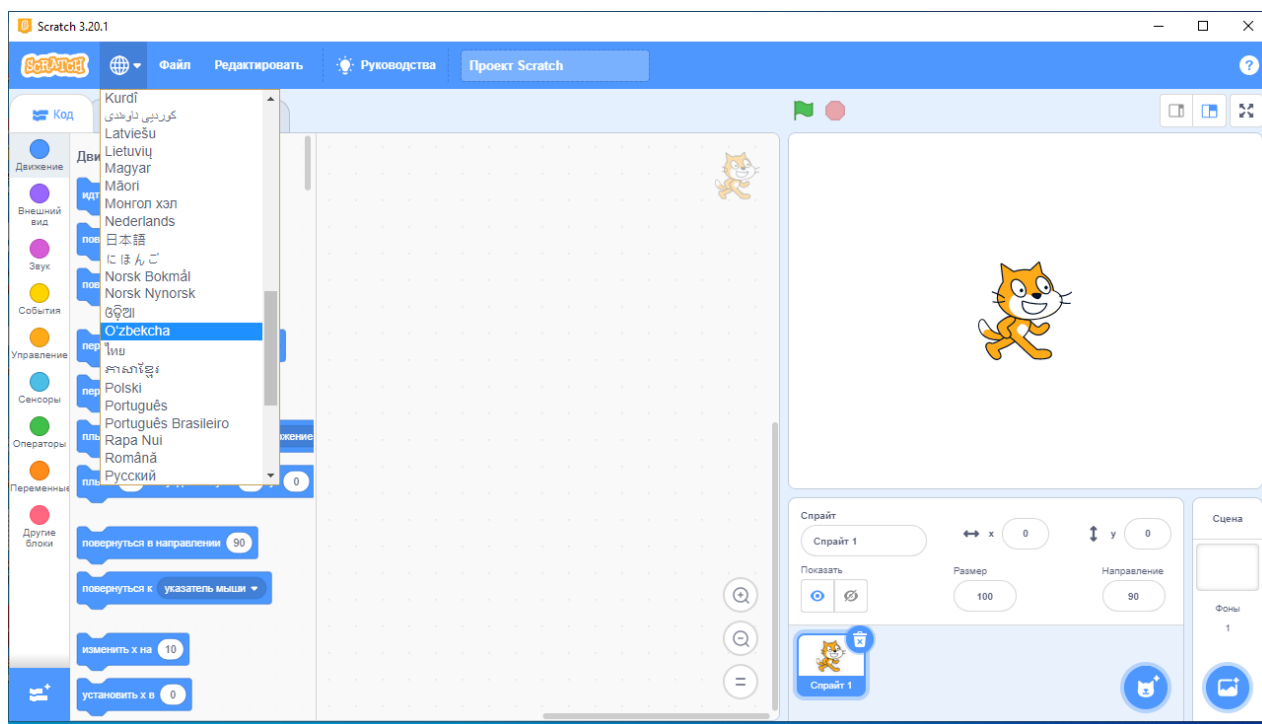 Scratch 3.20.1
SCRATCH
Файл Редактировать Руководства Проект Scratch
Код
Kurdî
Latviešu
Lietuvių
Magyar
Māori
Монгол хэл
Nederlands
日本語
にほんご
Norsk Bokmål
Norsk Nynorsk
ଓଡ଼ିଆ
O'zbekcha
ไทย
ភាសាខ្មែរ
Polski
Português
Português Brasileiro
Rapa Nui
Română
Русский
Движение
Внешний
вид
Звук
События
Управление
Сенсоры
Операторы
Переменные
Другие
блоки
0
повернуться в направлении 90
повернуться к указатель мыши
изменить x на 10
установить x в 0
Спрайт
Спрайт 1
x 0
y 0
Показать
Размер
100
Направление
90
Спрайт 1
Сцена
Фоны
1